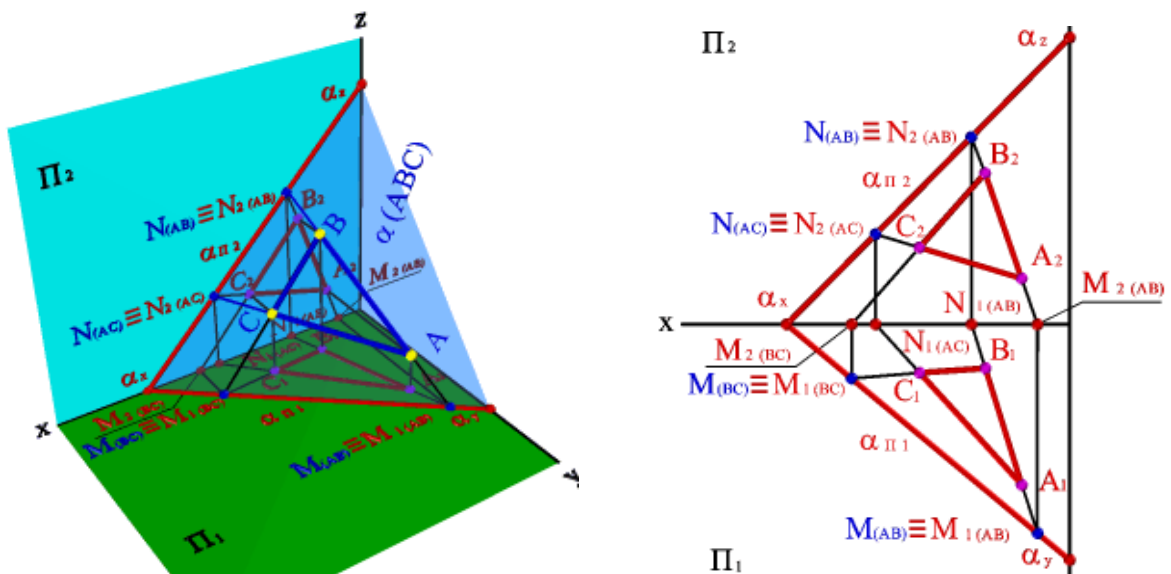 z
αz
Π2
N(AB)≡N2 (AB)
B2
B
α (ABC)
αΠ2
A2
M2 (AB)
C2
N(AC)≡N2 (AC)
C
A
αx
C1
x
M2 (BC)
M(BC)≡M1(BC)
αΠ1
αy
M(AB)≡M1(AB)
y
Π1
Π2
αz
N(AB)≡N2 (AB)
B2
αΠ2
N(AC)≡N2 (AC)
C2
A2
αx
N1(AB)
M2 (AB)
x
M2 (BC)
N1(AC)
B1
M(BC)≡M1(BC)
C1
αΠ1
A1
M(AB)≡M1(AB)
αy
Π1